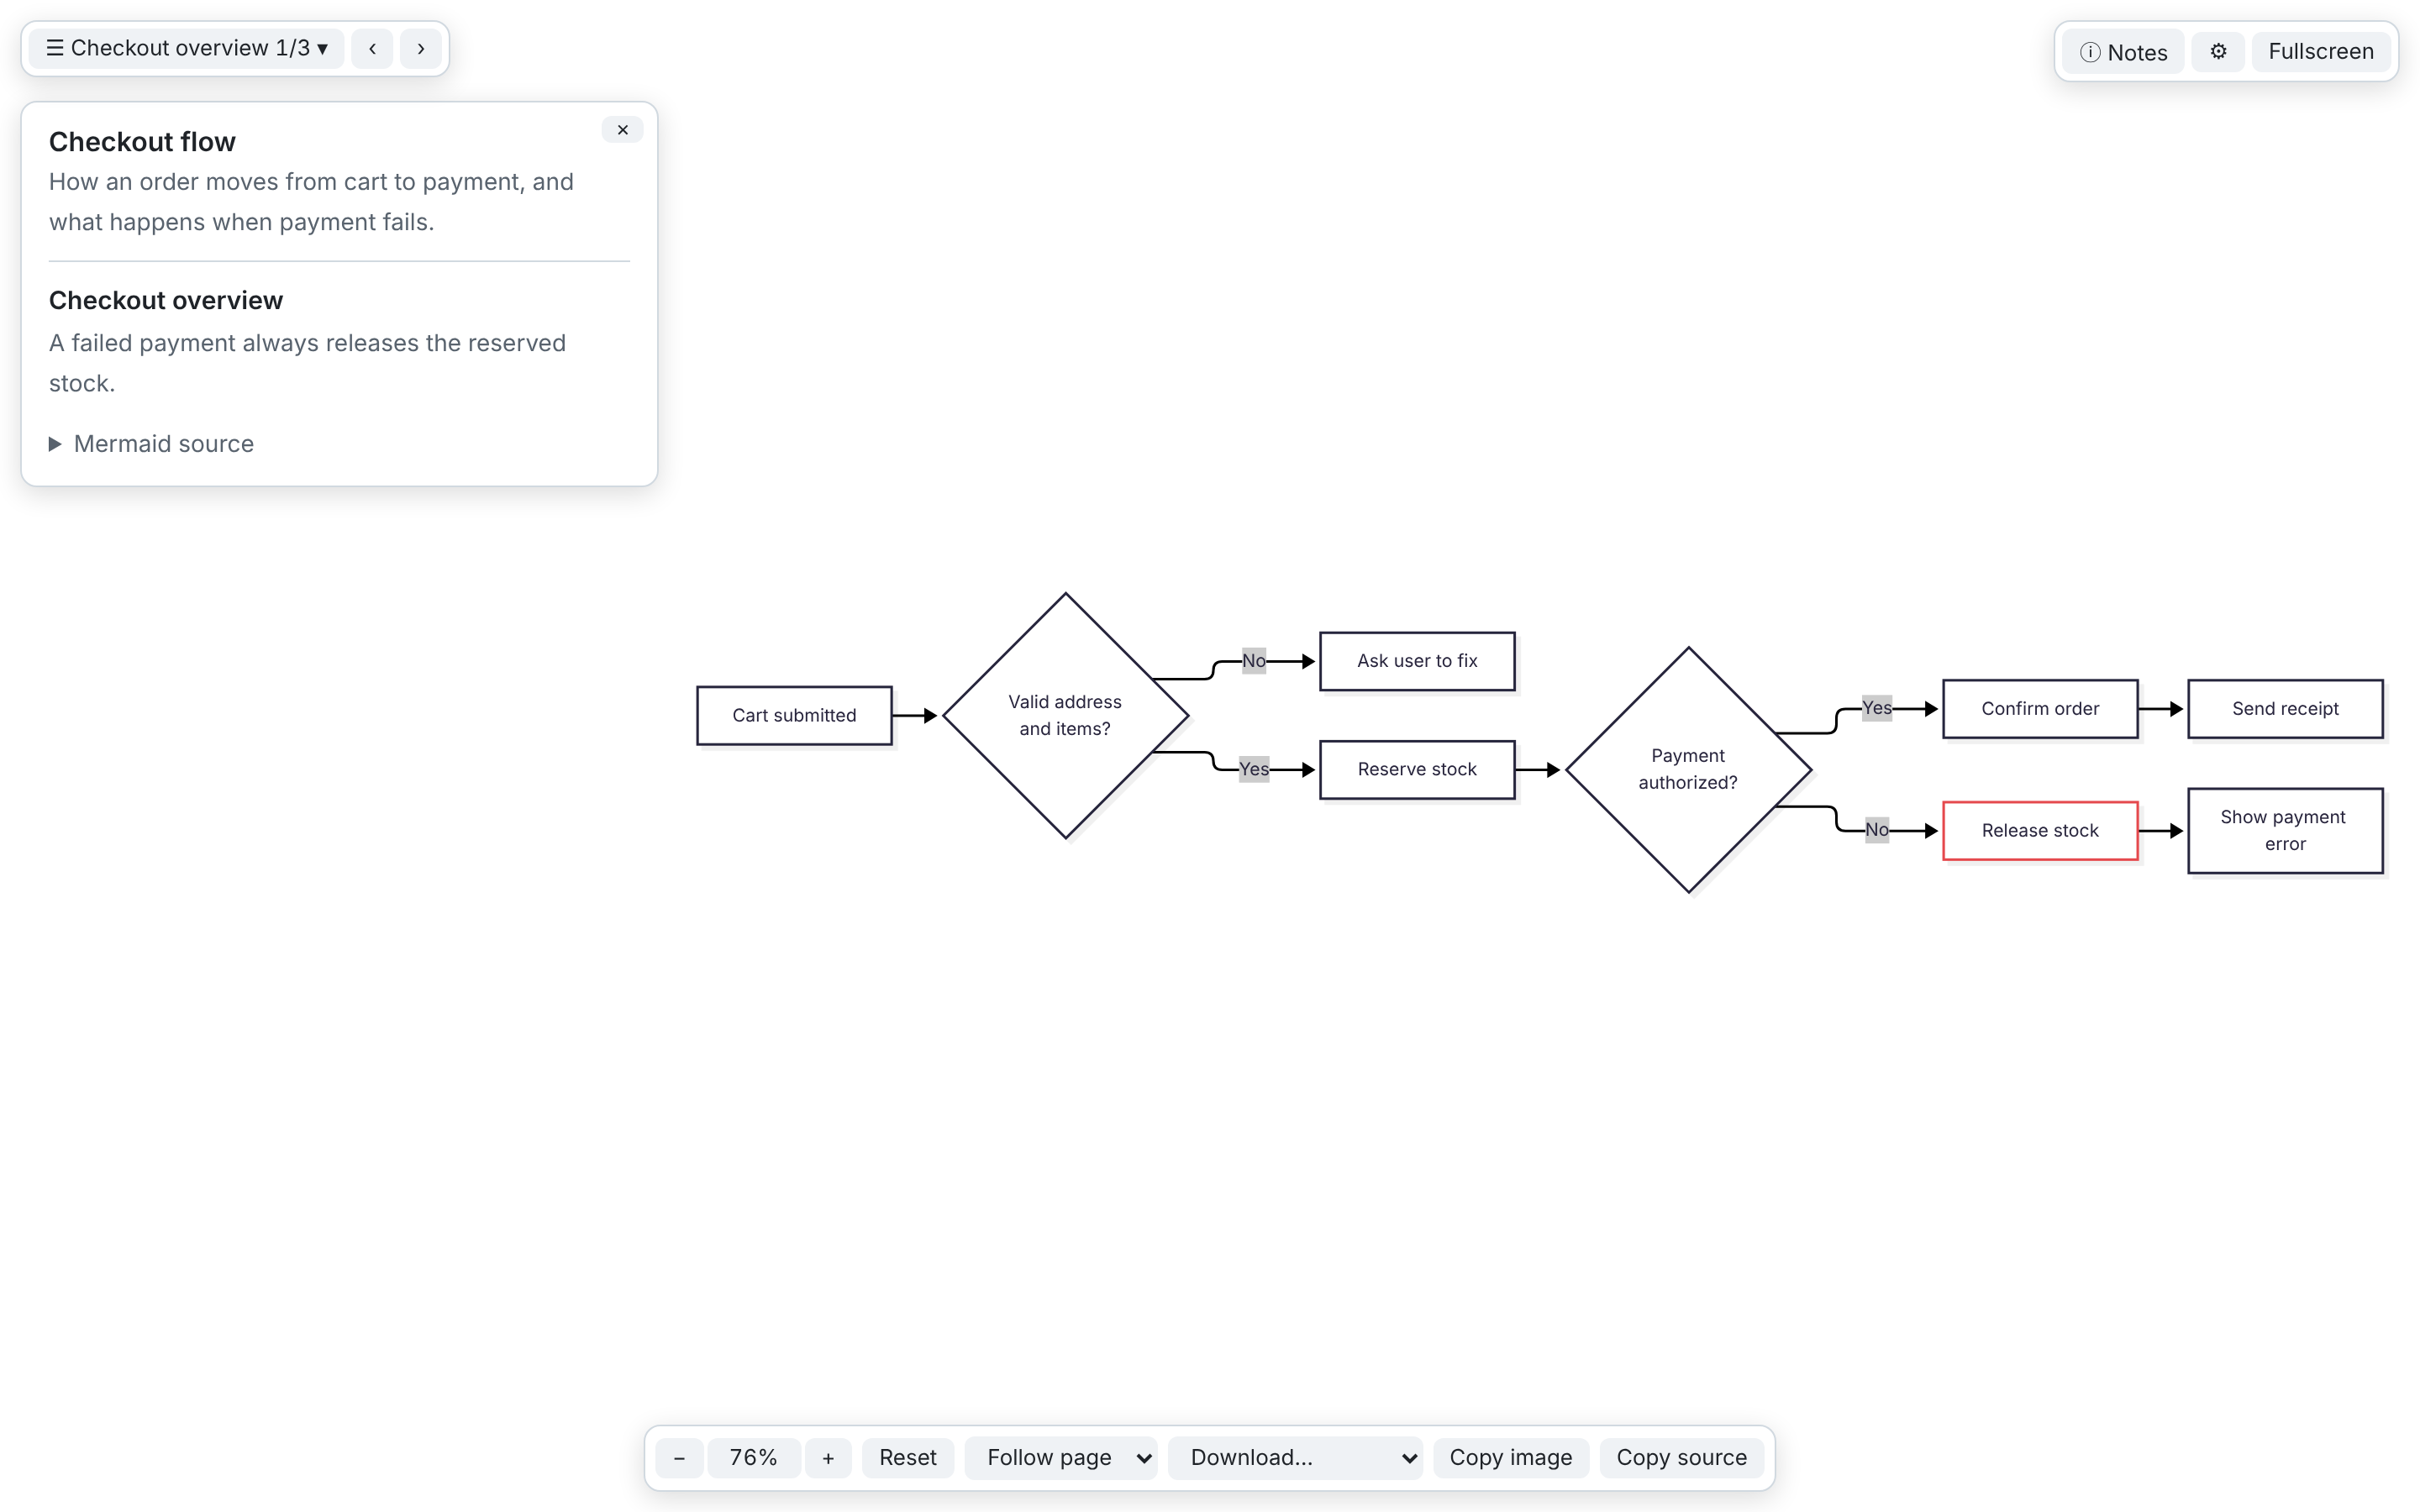 ☰ Checkout overview 1/3 ▾ ‹ ›
ⓘ Notes ⚙ Fullscreen
Checkout flow ×
How an order moves from cart to payment, and
what happens when payment fails.
Checkout overview
A failed payment always releases the reserved
stock.
▶ Mermaid source
Cart submitted
Valid address
and items?
No
Ask user to fix
Yes
Reserve stock
Payment
authorized?
Yes
Confirm order
Send receipt
No
Release stock
Show payment
error
− 76% + Reset Follow page Download... Copy image Copy source